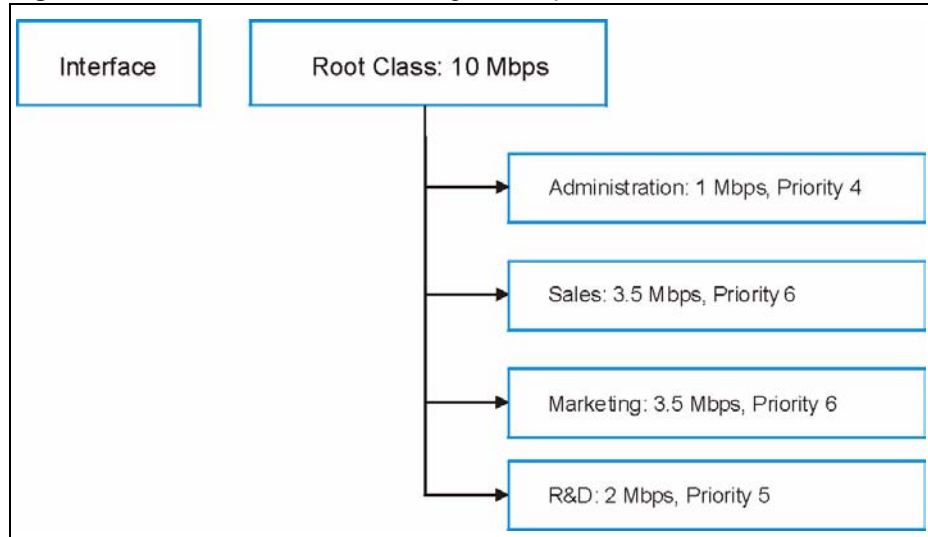 Interface
Root Class: 10 Mbps
Administration: 1 Mbps, Priority 4
Sales: 3.5 Mbps, Priority 6
Marketing: 3.5 Mbps, Priority 6
R&D: 2 Mbps, Priority 5